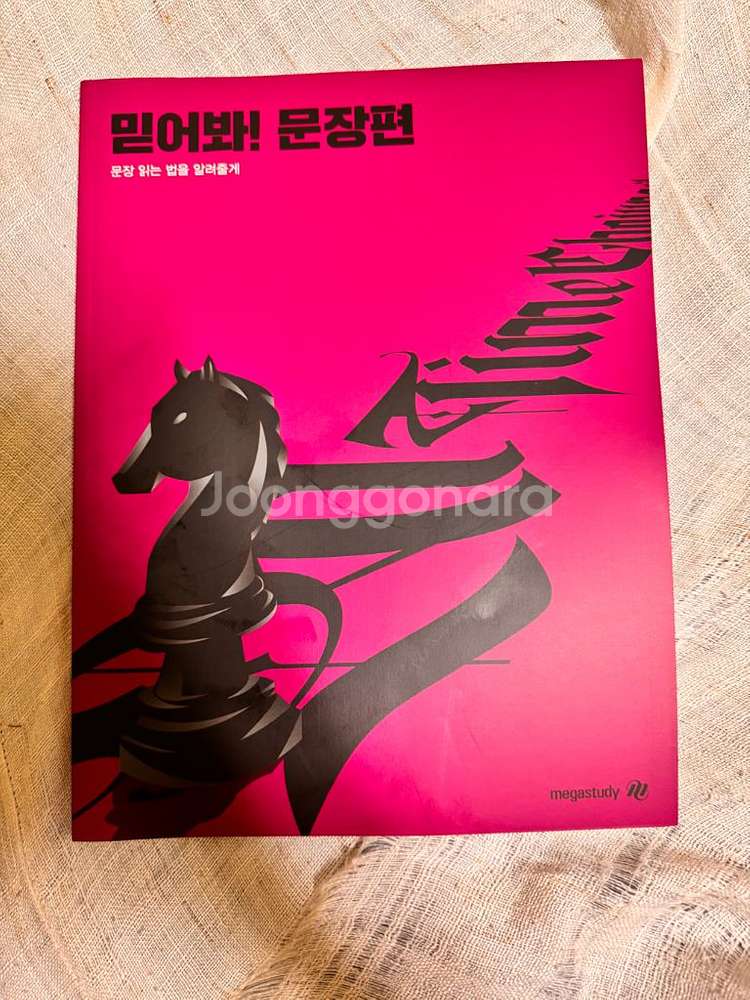 믿어봐! 문장편
문장 읽는 법을 알려줄게
Joonggonara
megastudy